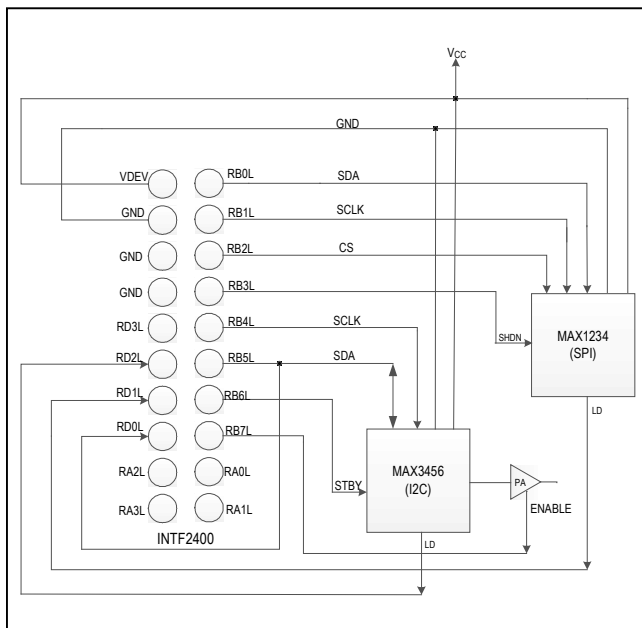 VCC
GND
VDEV RB0L SDA
GND RB1L SCLK
GND RB2L CS
GND RB3L
SHDN MAX1234
(SPI)
RD3L RB4L SCLK
RD2L RB5L SDA
RD1L RB6L
LD
RD0L RB7L
RA2L RA0L
STBY MAX3456
(I2C)
PA
ENABLE
RA3L RA1L
INTF2400
LD